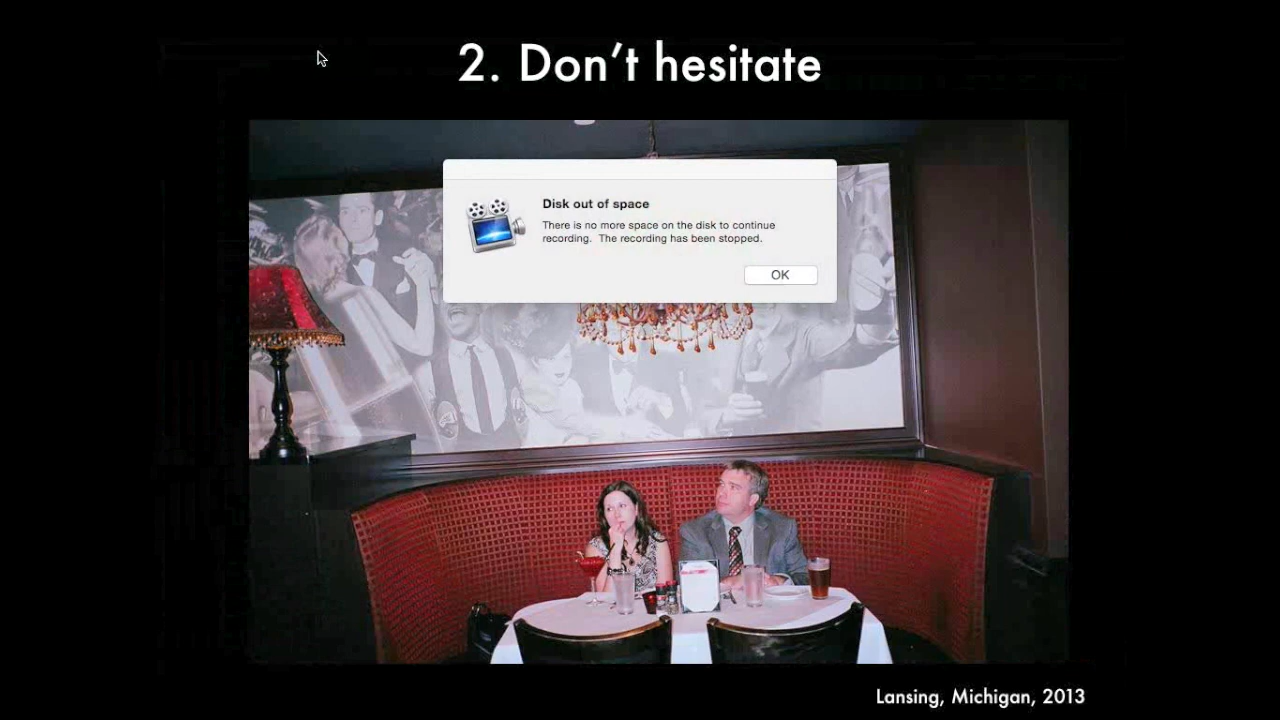 2. Don't hesitate
Disk out of space
There is no more space on the disk to continue
recording.  The recording has been stopped.
OK
Lansing, Michigan, 2013